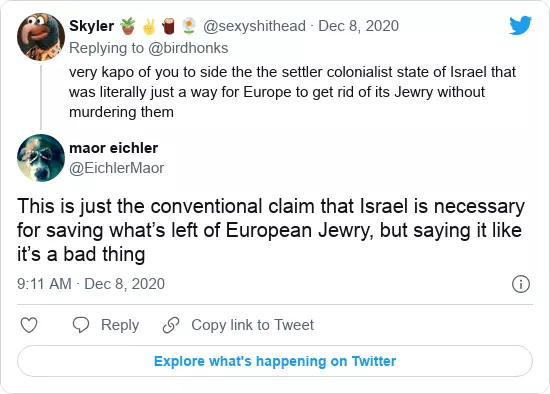 Skyler 🪴✌️🪵🌼 @sexyshithead · Dec 8, 2020
Replying to @birdhonks
very kapo of you to side the the settler colonialist state of Israel that
was literally just a way for Europe to get rid of its Jewry without
murdering them
maor eichler
@EichlerMaor
This is just the conventional claim that Israel is necessary
for saving what's left of European Jewry, but saying it like
it's a bad thing
9:11 AM · Dec 8, 2020
Reply
Copy link to Tweet
Explore what's happening on Twitter